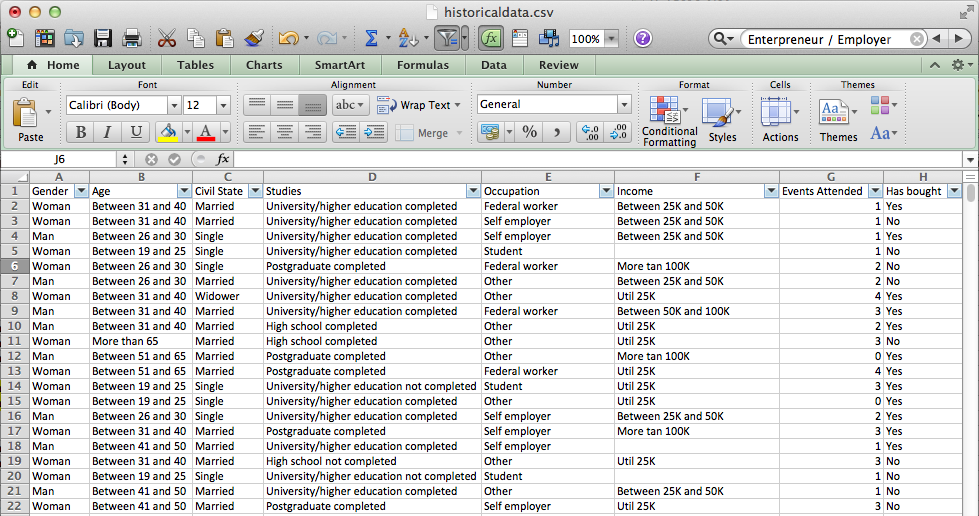 historicaldata.csv
100% Enterpreneur / Employer
Home Layout Tables Charts SmartArt Formulas Data Review
Edit Font Alignment Number Format Cells Themes
Calibri (Body) 12 abc Wrap Text General
Paste B I U A Merge % , .0 .00 .00 .0 Conditional Formatting Styles Actions Aa Themes Aa
J6 fx
A B C D E F G H
1 Gender Age Civil State Studies Occupation Income Events Attended Has bought
2 Woman Between 31 and 40 Married University/higher education completed Federal worker Between 25K and 50K 1 Yes
3 Woman Between 31 and 40 Married University/higher education completed Self employer Between 25K and 50K 1 No
4 Man Between 26 and 30 Single University/higher education completed Self employer Between 25K and 50K 1 Yes
5 Woman Between 19 and 25 Single University/higher education completed Student 1 No
6 Woman Between 26 and 30 Single Postgraduate completed Federal worker More tan 100K 2 No
7 Man Between 26 and 30 Married University/higher education completed Other Between 25K and 50K 2 No
8 Woman Between 31 and 40 Widower University/higher education completed Other Util 25K 4 Yes
9 Man Between 31 and 40 Married University/higher education completed Federal worker Between 50K and 100K 3 Yes
10 Man Between 31 and 40 Married High school completed Other Util 25K 2 Yes
11 Woman More than 65 Married High school completed Other Util 25K 3 No
12 Man Between 51 and 65 Married Postgraduate completed Other More tan 100K 0 Yes
13 Woman Between 51 and 65 Married Postgraduate completed Federal worker Util 25K 4 Yes
14 Woman Between 19 and 25 Single University/higher education not completed Student Util 25K 3 Yes
15 Woman Between 19 and 25 Single University/higher education completed Other Util 25K 0 Yes
16 Man Between 26 and 30 Single University/higher education completed Self employer Between 25K and 50K 2 Yes
17 Woman Between 31 and 40 Married Postgraduate completed Self employer More tan 100K 3 Yes
18 Man Between 41 and 50 Married University/higher education completed Self employer 1 Yes
19 Woman Between 31 and 40 Married High school not completed Other Util 25K 3 No
20 Woman Between 19 and 25 Single University/higher education not completed Student 1 No
21 Man Between 41 and 50 Married University/higher education completed Other Between 25K and 50K 1 No
22 Woman Between 41 and 50 Married Postgraduate completed Self employer Util 25K 3 No